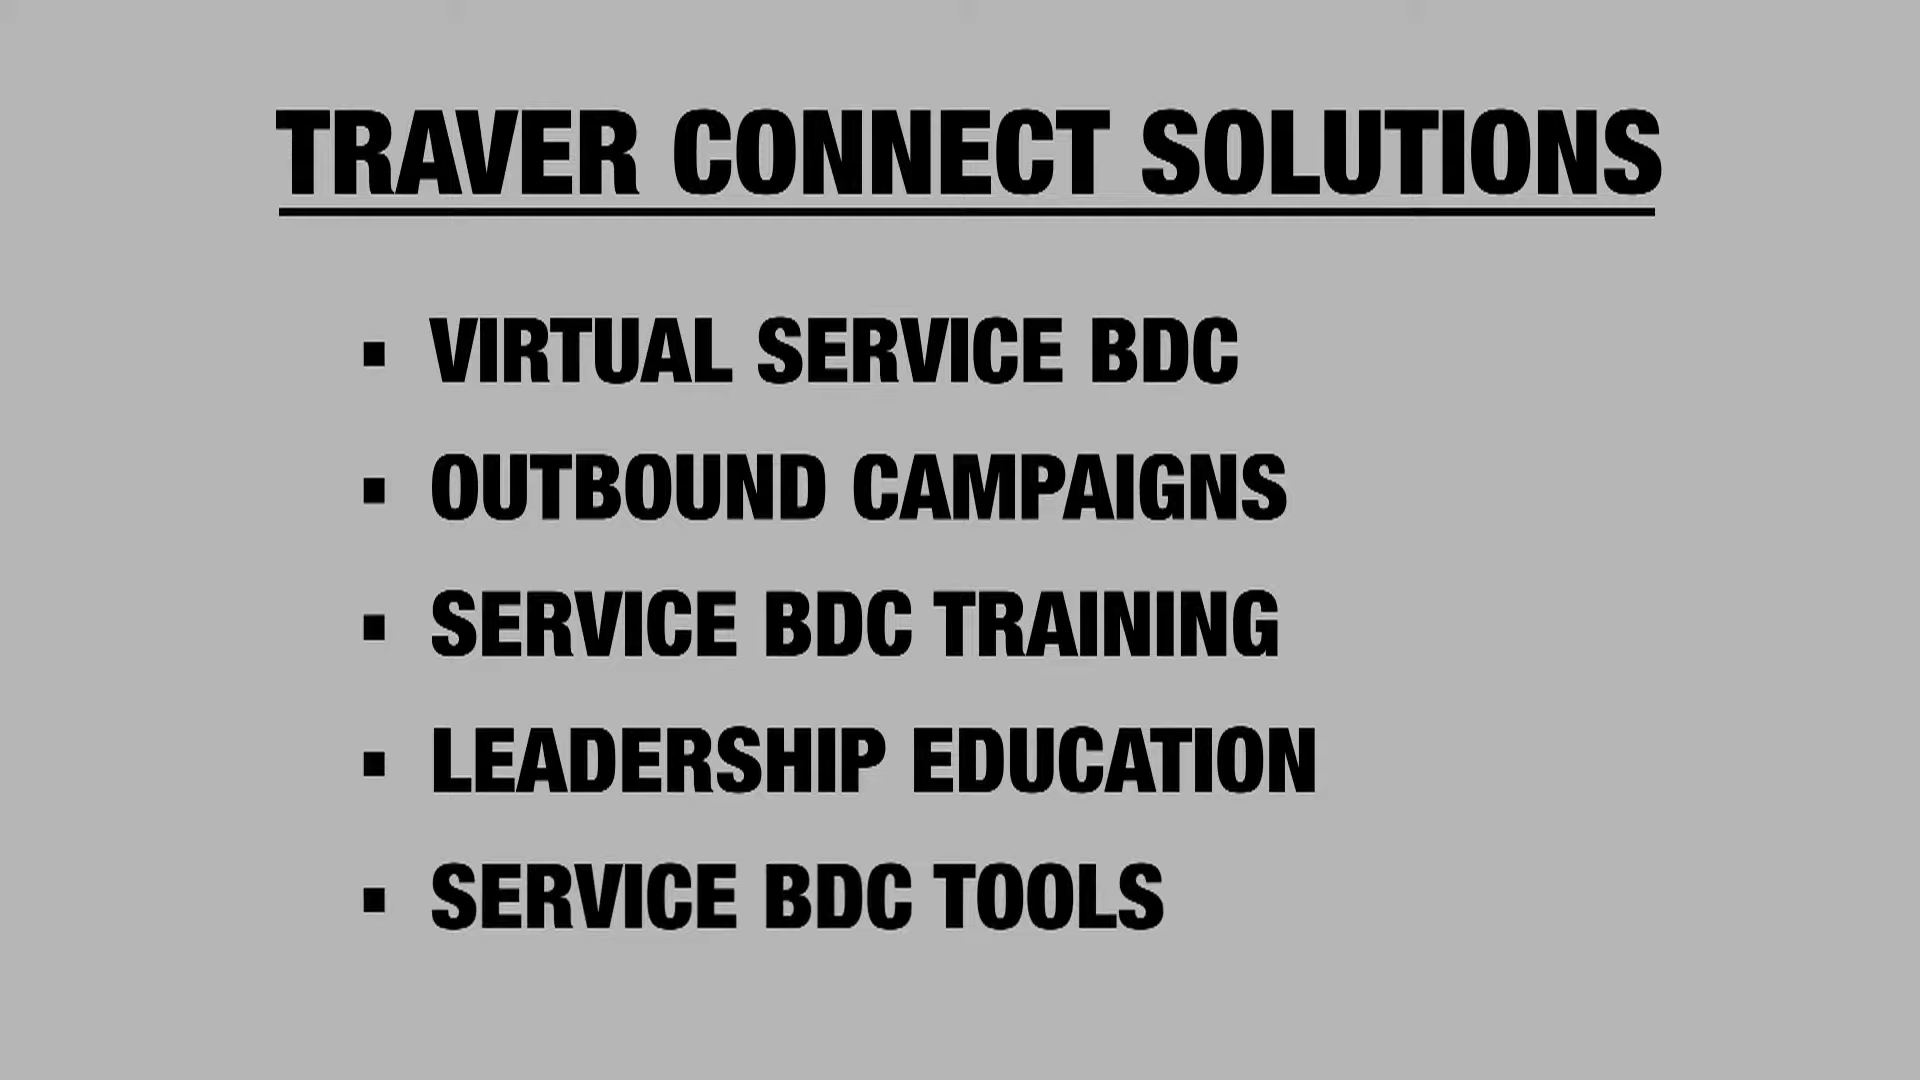 TRAVER CONNECT SOLUTIONS
▪ VIRTUAL SERVICE BDC
▪ OUTBOUND CAMPAIGNS
▪ SERVICE BDC TRAINING
▪ LEADERSHIP EDUCATION
▪ SERVICE BDC TOOLS